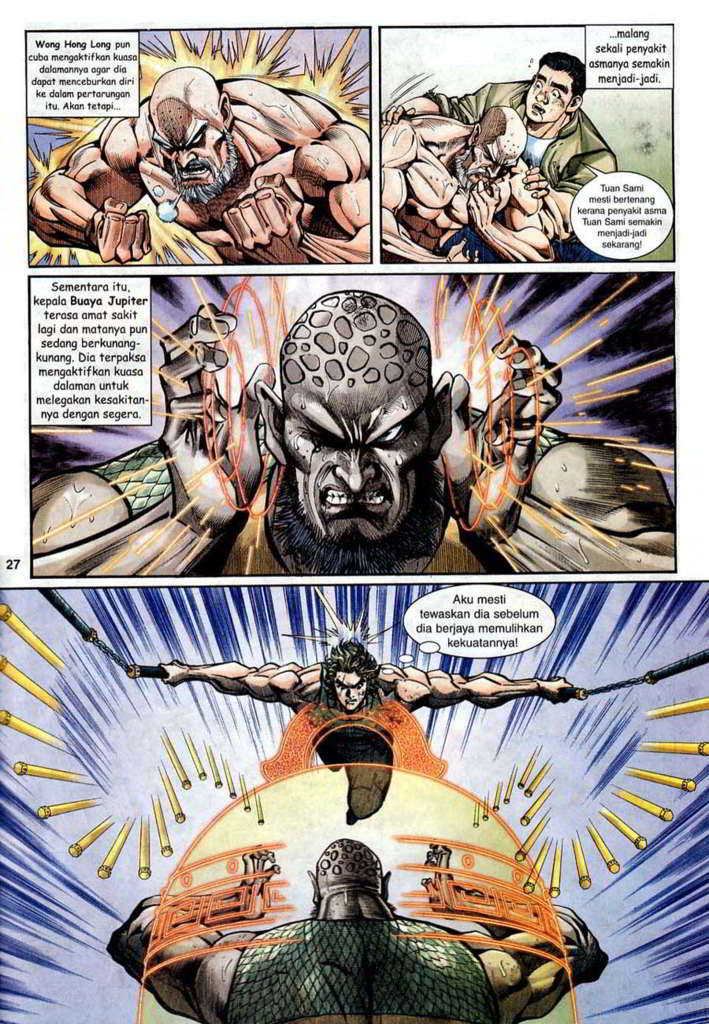 Wong Hong Long pun
cuba mengaktifkan kuasa
dalamannya agar dia
dapat menceburkan diri
ke dalam pertarungan
itu. Akan tetapi...
...malang
sekali penyakit
asmanya semakin
menjadi-jadi.
Tuan Sami
mesti bertenang
kerana penyakit asma
Tuan Sami semakin
menjadi-jadi
sekarang!
Sementara itu,
kepala Buaya Jupiter
terasa amat sakit
lagi dan matanya pun
sedang berkunang-
kunang. Dia terpaksa
mengaktifkan kuasa
dalaman untuk
melegakan kesakitan-
nya dengan segera.
27
Aku mesti
tewaskan dia sebelum
dia berjaya memulihkan
kekuatannya!